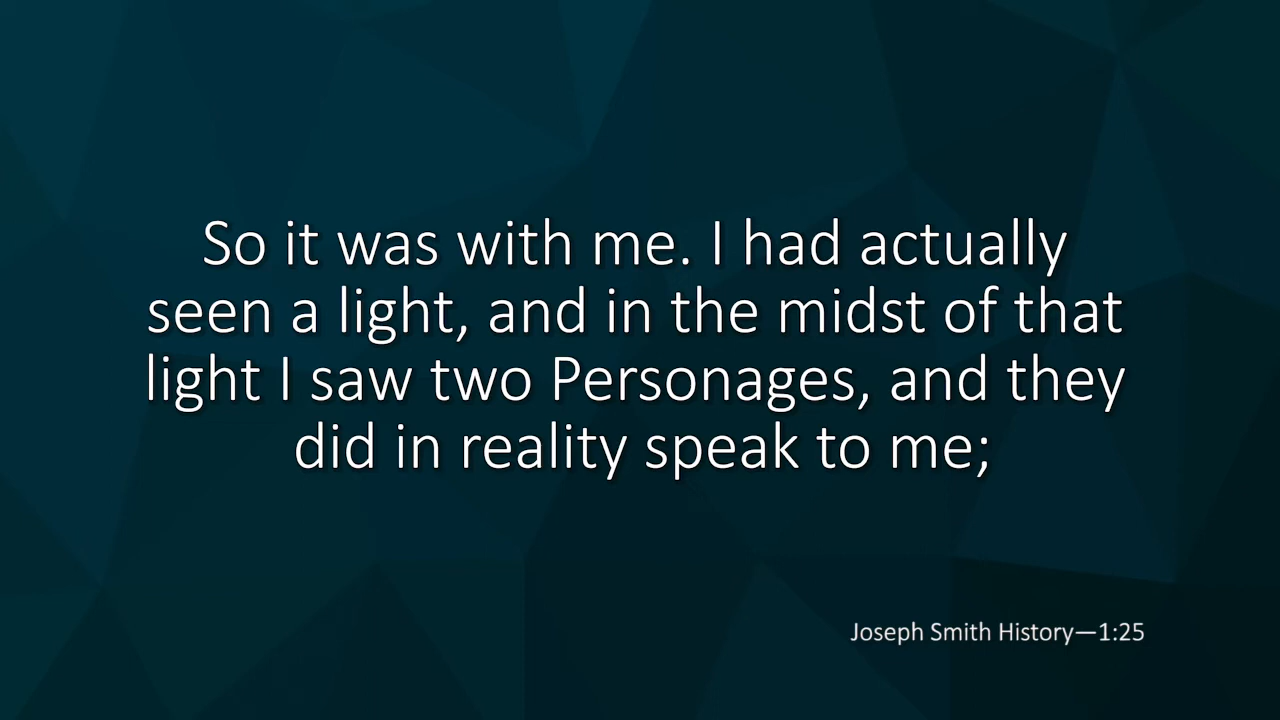 So it was with me. I had actually
seen a light, and in the midst of that
light I saw two Personages, and they
did in reality speak to me;
Joseph Smith History—1:25